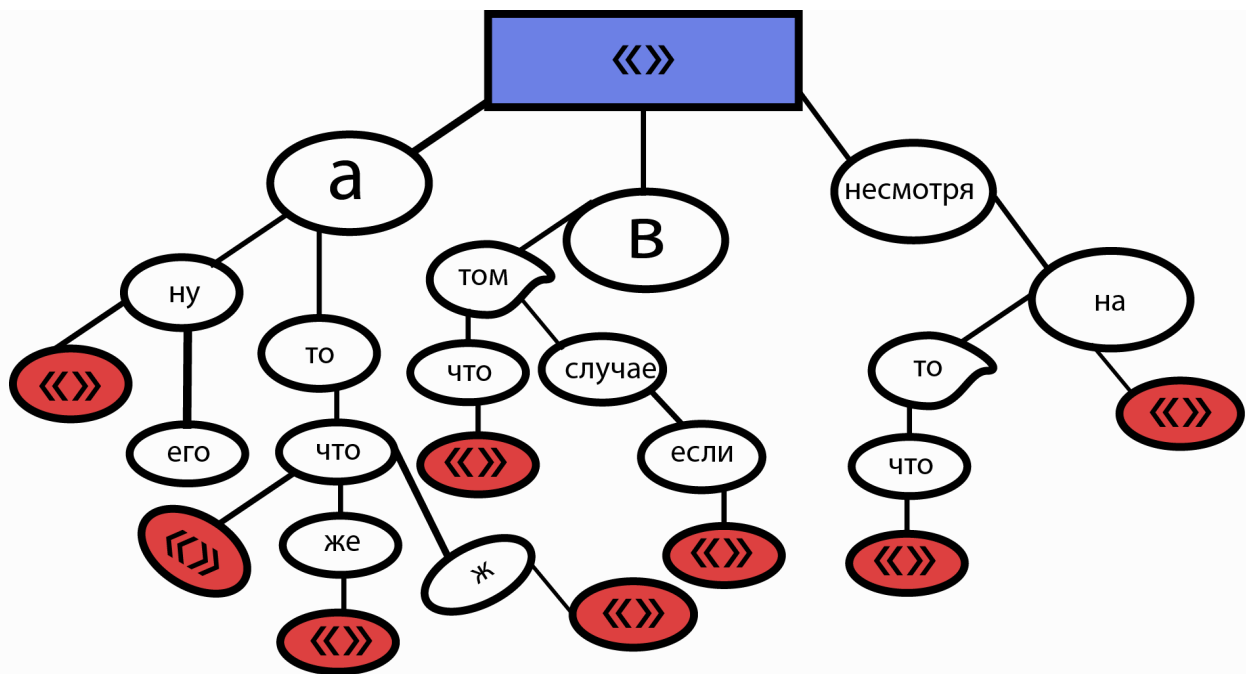 «»
а
в
несмотря
ну
том
на
то
что
случае
то
«»
«»
его
что
если
что
«»
«»
же
ж
«»
«»
«»
«»